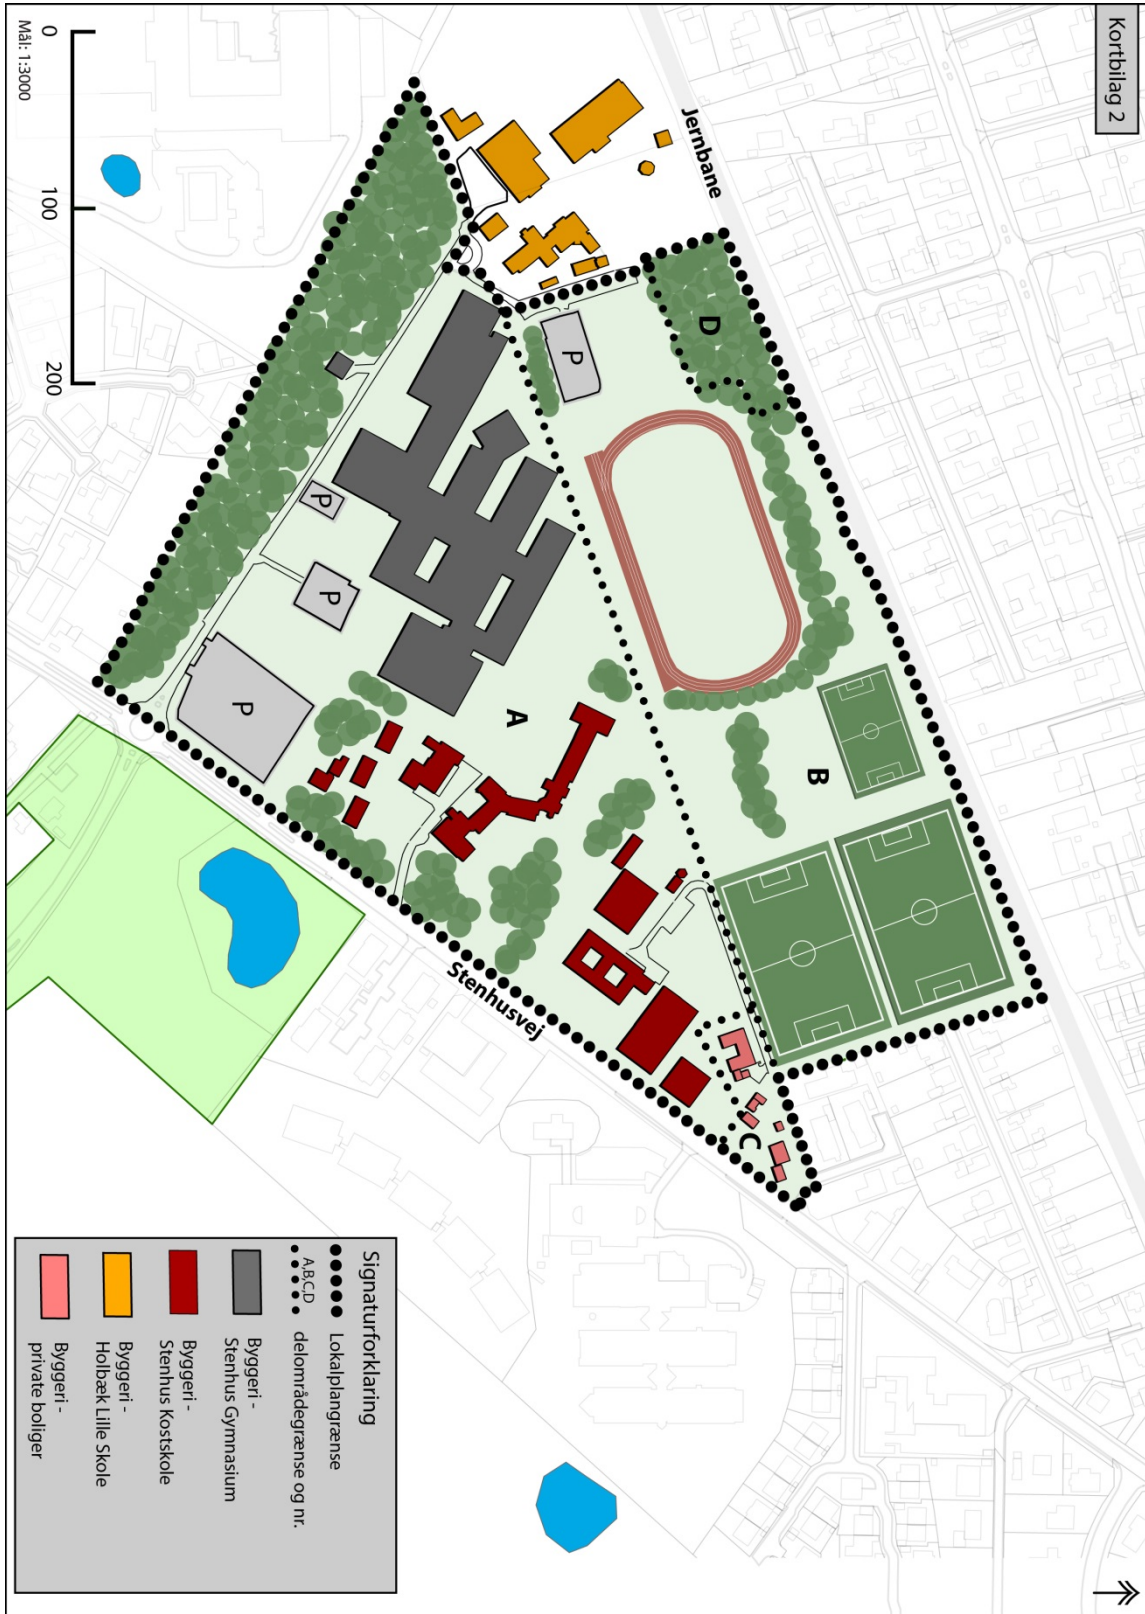 Kortbilag 2
Jernbane
D
P
B
P
P
A
P
C
Stenhusvej
0
100
200
Mål: 1:3000
Signaturforklaring
Lokalplangrænse
A,B,C,D
delområdegrænse og nr.
Byggeri -
Stenhus Gymnasium
Byggeri -
Stenhus Kostskole
Byggeri -
Holbæk Lille Skole
Byggeri -
private boliger